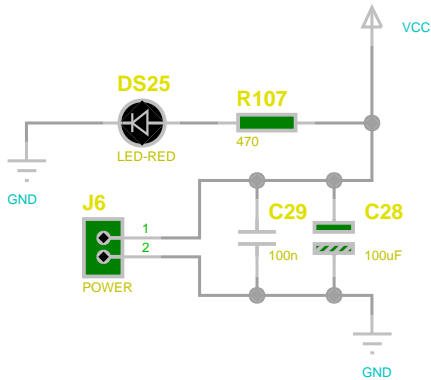 VCC
DS25
R107
LED-RED
470
GND
J6
1
2
POWER
C29
100n
C28
100uF
GND